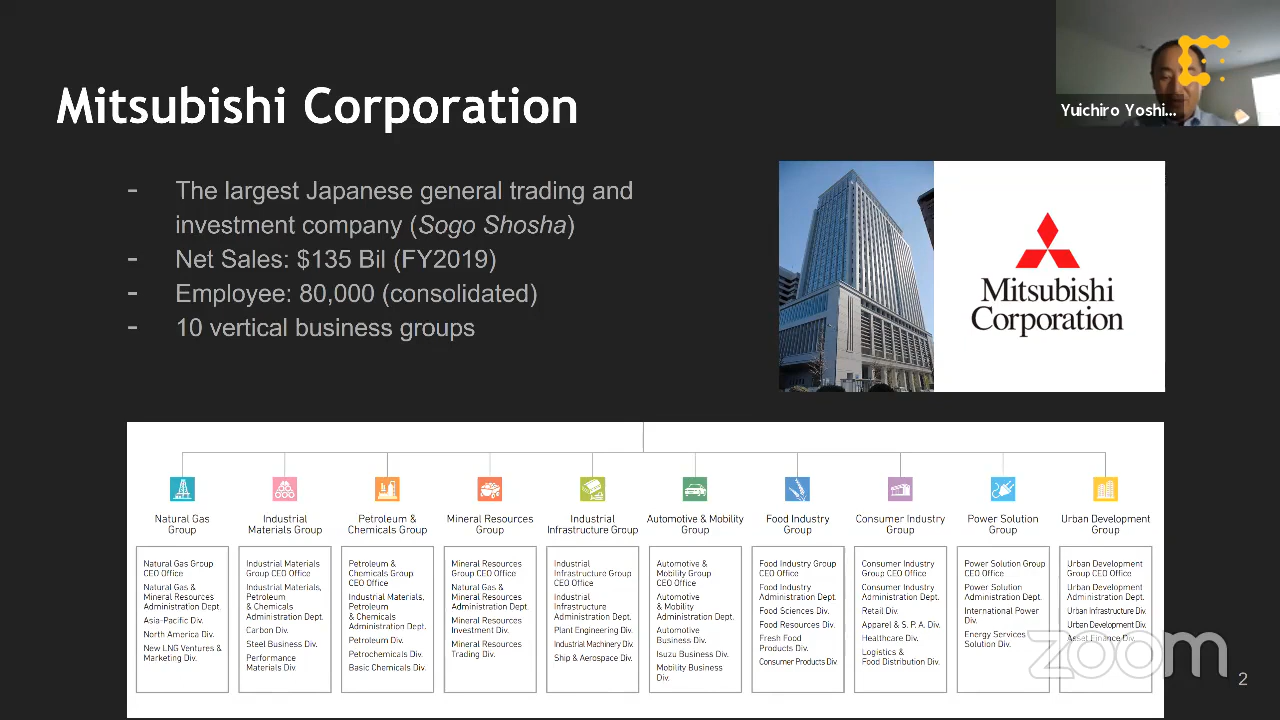 Mitsubishi Corporation
Yuichiro Yoshi...
- The largest Japanese general trading and
investment company (Sogo Shosha)
- Net Sales: $135 Bil (FY2019)
- Employee: 80,000 (consolidated)
- 10 vertical business groups
Mitsubishi
Corporation
Natural Gas
Group
Natural Gas Group
CEO Office
Natural Gas &
Mineral Resources
Administration Dept.
Asia-Pacific Div.
North America Div.
New LNG Ventures &
Marketing Div.
Industrial
Materials Group
Industrial Materials
Group CEO Office
Industrial Materials,
Petroleum
& Chemicals
Administration Dept.
Carbon Div.
Steel Business Div.
Performance
Materials Div.
Petroleum &
Chemicals Group
Petroleum &
Chemicals Group
CEO Office
Industrial Materials,
Petroleum
& Chemicals
Administration Dept.
Petroleum Div.
Petrochemicals Div.
Basic Chemicals Div.
Mineral Resources
Group
Mineral Resources
Group CEO Office
Natural Gas &
Mineral Resources
Administration Dept.
Mineral Resources
Investment Div.
Mineral Resources
Trading Div.
Industrial
Infrastructure Group
Industrial
Infrastructure Group
CEO Office
Industrial
Infrastructure
Administration Dept.
Plant Engineering Div.
Industrial Machinery Div.
Ship & Aerospace Div.
Automotive & Mobility
Group
Automotive &
Mobility Group
CEO Office
Automotive
& Mobility
Administration Dept.
Automotive
Business Div.
Isuzu Business Div.
Mobility Business
Div.
Food Industry
Group
Food Industry Group
CEO Office
Food Industry
Administration Dept.
Food Sciences Div.
Food Resources Div.
Fresh Food
Products Div.
Consumer Products Div.
Consumer Industry
Group
Consumer Industry
Group CEO Office
Consumer Industry
Administration Dept.
Retail Div.
Apparel & S. P. A. Div.
Healthcare Div.
Logistics &
Food Distribution Div.
Power Solution
Group
Power Solution Group
CEO Office
Power Solution
Administration Dept.
International Power
Div.
Energy Services
Solution Div.
Urban Development
Group
Urban Development
Group CEO Office
Urban Development
Administration Dept.
Urban Infrastructure Div.
Urban Development Div.
Asset Finance Div.
zoom
2